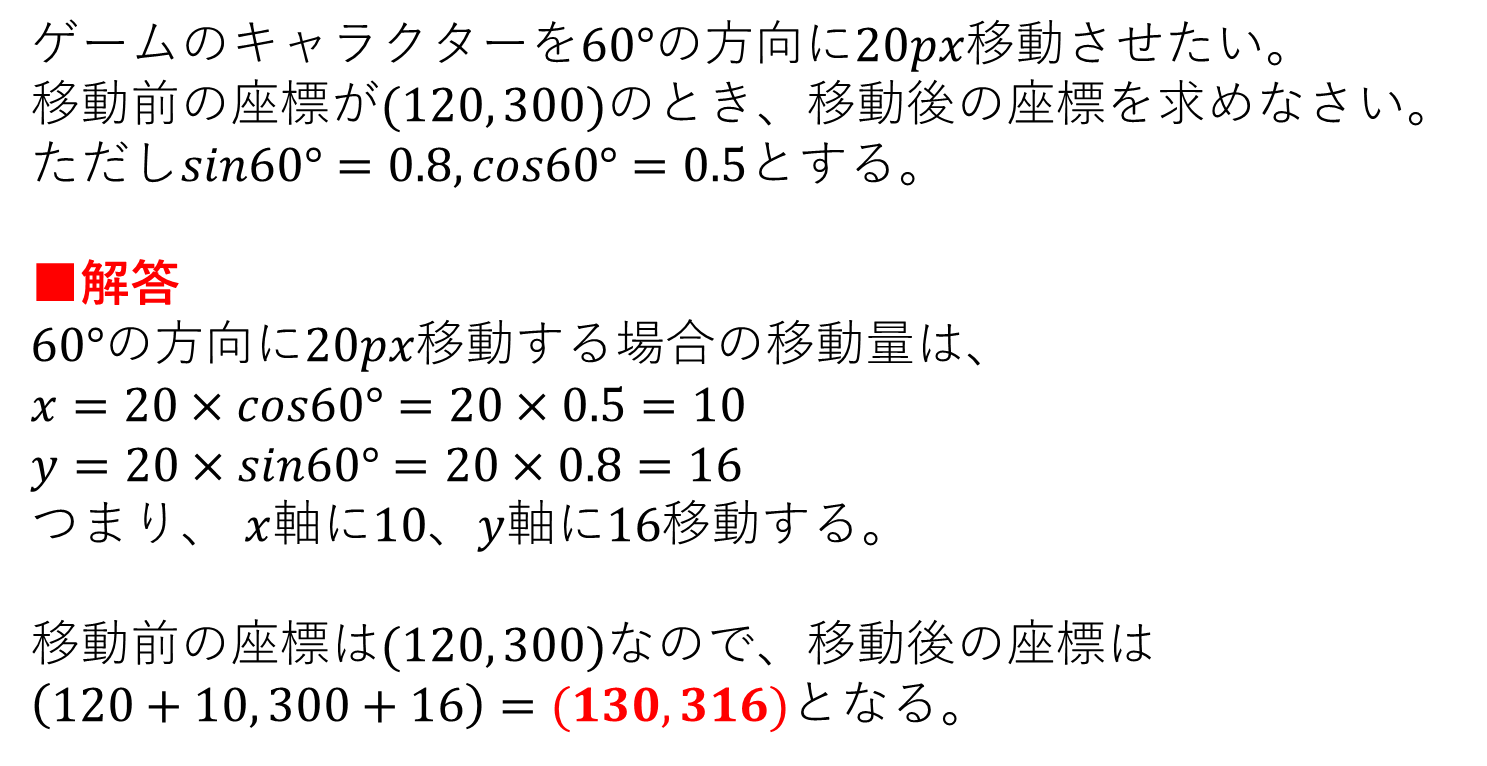 ゲームのキャラクターを60°の方向に20px移動させたい。
移動前の座標が(120,300)のとき、移動後の座標を求めなさい。
ただしsin60° = 0.8, cos60° = 0.5とする。
■解答
60°の方向に20px移動する場合の移動量は、
x = 20 × cos60° = 20 × 0.5 = 10
y = 20 × sin60° = 20 × 0.8 = 16
つまり、 x軸に10、y軸に16移動する。
移動前の座標は(120,300)なので、移動後の座標は
(120 + 10, 300 + 16) = (130, 316)となる。